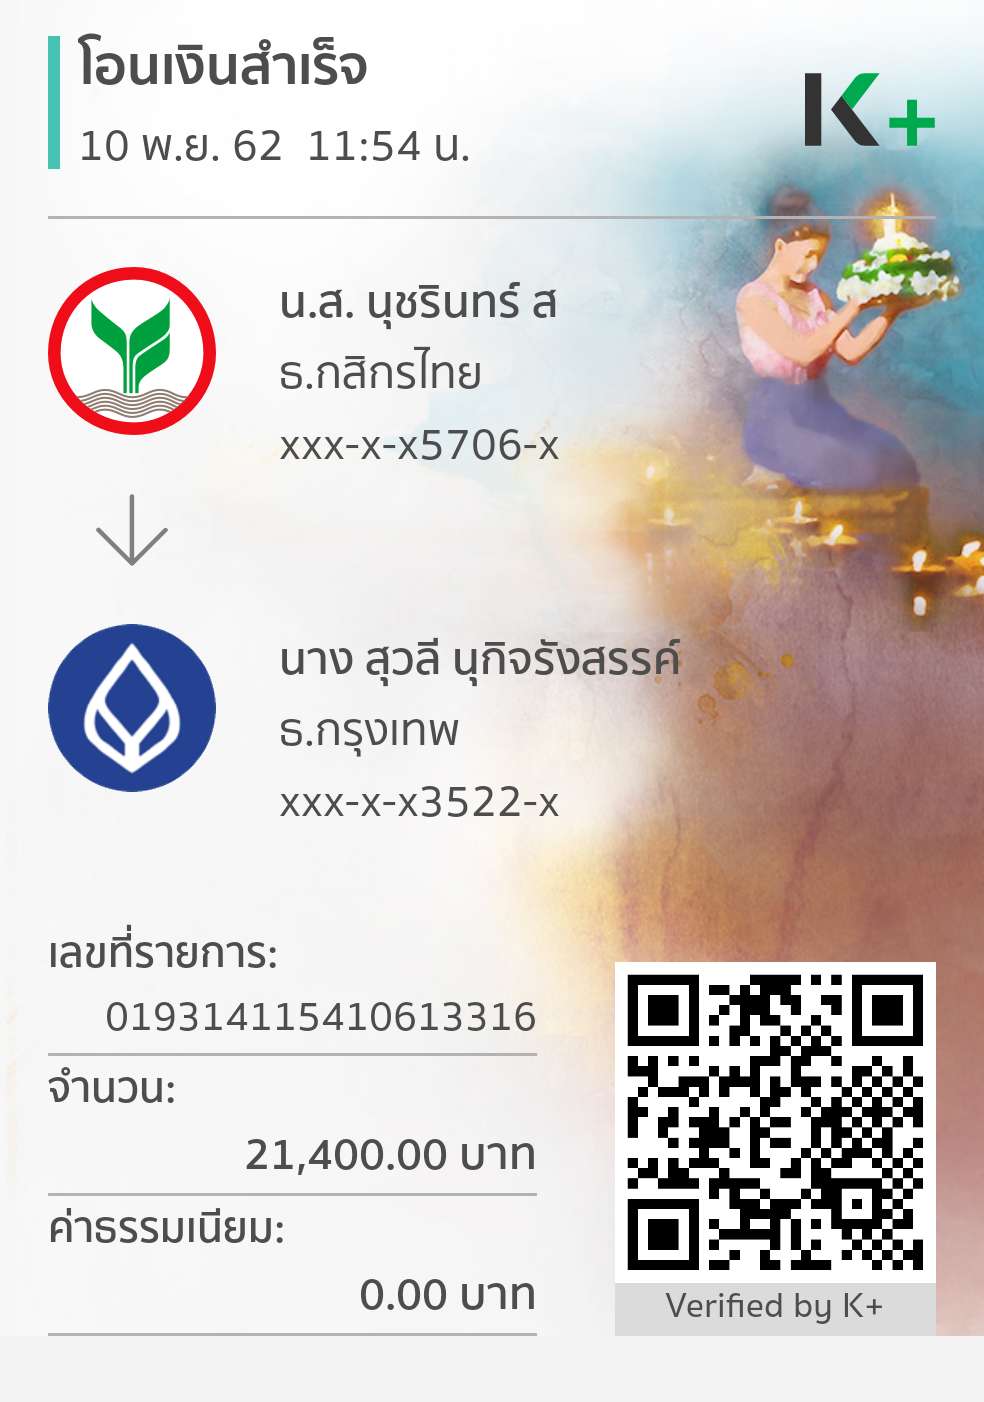 โอนเงินสำเร็จ
10 พ.ย. 62 11:54 น.
K+
น.ส. นุชรินทร์ ส
ธ.กสิกรไทย
xxx-x-x5706-x
นาง สุวลี นุกิจรังสรรค์
ธ.กรุงเทพ
xxx-x-x3522-x
เลขที่รายการ:
019314115410613316
จำนวน:
21,400.00 บาท
ค่าธรรมเนียม:
0.00 บาท
Verified by K+